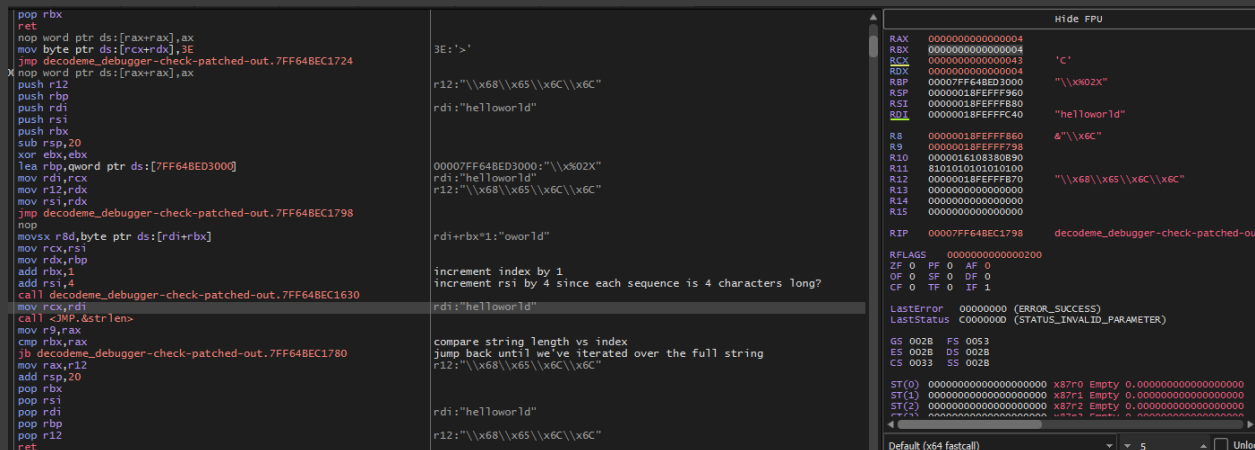 pop rbx
ret
nop word ptr ds:[rax+rax],ax
mov byte ptr ds:[rcx+rdx],3E 3E:'>'
jmp decodeme_debugger-check-patched-out.7FF64BEC1724
nop word ptr ds:[rax+rax],ax
push r12 r12:"\\x68\\x65\\x6C\\x6C"
push rbp
push rdi rdi:"helloworld"
push rsi
push rbx
sub rsp,20
xor ebx,ebx
lea rbp,qword ptr ds:[7FF64BED3000] 00007FF64BED3000:"\\x%02X"
mov rdi,rcx rdi:"helloworld"
mov r12,rdx r12:"\\x68\\x65\\x6C\\x6C"
mov rsi,rdx
jmp decodeme_debugger-check-patched-out.7FF64BEC1798
nop
movsx r8d,byte ptr ds:[rdi+rbx] rdi+rbx*1:"oworld"
mov rcx,rsi
mov rdx,rbp
add rbx,1 increment index by 1
add rsi,4 increment rsi by 4 since each sequence is 4 characters long?
call decodeme_debugger-check-patched-out.7FF64BEC1630
mov rcx,rdi rdi:"helloworld"
call <JMP.&strlen>
mov r9,rax
cmp rbx,rax compare string length vs index
jb decodeme_debugger-check-patched-out.7FF64BEC1780 jump back until we've iterated over the full string
mov rax,r12 r12:"\\x68\\x65\\x6C\\x6C"
add rsp,20
pop rbx
pop rsi
pop rdi rdi:"helloworld"
pop rbp
pop r12 r12:"\\x68\\x65\\x6C\\x6C"
ret
Hide FPU
RAX 0000000000000004
RBX 0000000000000004
RCX 0000000000000043 'C'
RDX 0000000000000004
RBP 00007FF64BED3000 "\\x%02X"
RSP 00000018FEFFF960
RSI 00000018FEFFFB80
RDI 00000018FEFFFC40 "helloworld"
R8 00000018FEFFF860 &"\\x6C"
R9 00000018FEFFF798
R10 0000016108380B90
R11 8101010101010100
R12 00000018FEFFFB70 "\\x68\\x65\\x6C\\x6C"
R13 0000000000000000
R14 0000000000000000
R15 0000000000000000
RIP 00007FF64BEC1798 decodeme_debugger-check-patched-ou
RFLAGS 0000000000000200
ZF 0 PF 0 AF 0
OF 0 SF 0 DF 0
CF 0 TF 0 IF 1
LastError 00000000 (ERROR_SUCCESS)
LastStatus C000000D (STATUS_INVALID_PARAMETER)
GS 002B FS 0053
ES 002B DS 002B
CS 0033 SS 002B
ST(0) 00000000000000000000 x87r0 Empty 0.000000000000000000
ST(1) 00000000000000000000 x87r1 Empty 0.000000000000000000
ST(2) 00000000000000000000 x87r2 Empty 0.000000000000000000
Default (x64 fastcall) 5 Unloc